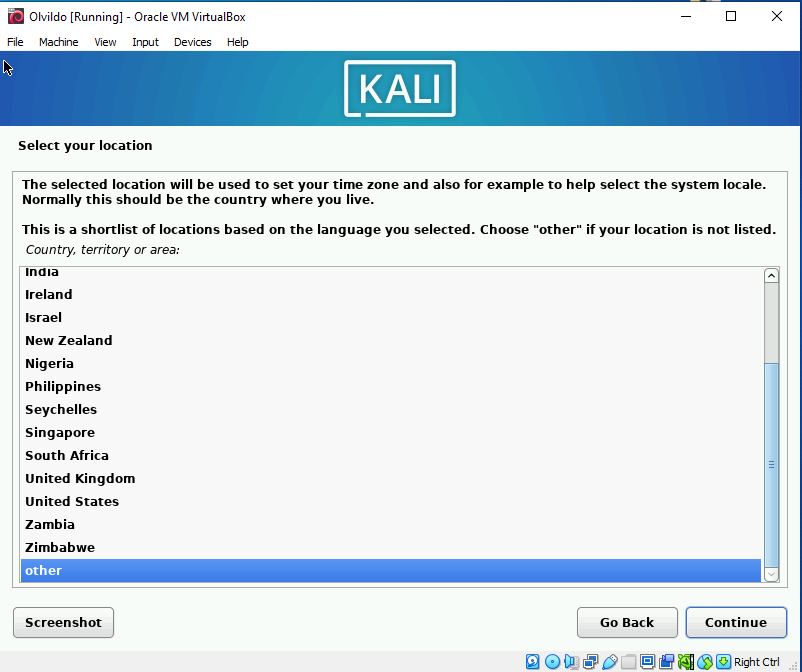 Olvildo [Running] - Oracle VM VirtualBox
File Machine View Input Devices Help
KALI
Select your location
The selected location will be used to set your time zone and also for example to help select the system locale.
Normally this should be the country where you live.
This is a shortlist of locations based on the language you selected. Choose "other" if your location is not listed.
Country, territory or area:
India
Ireland
Israel
New Zealand
Nigeria
Philippines
Seychelles
Singapore
South Africa
United Kingdom
United States
Zambia
Zimbabwe
other
Screenshot Go Back Continue
Right Ctrl